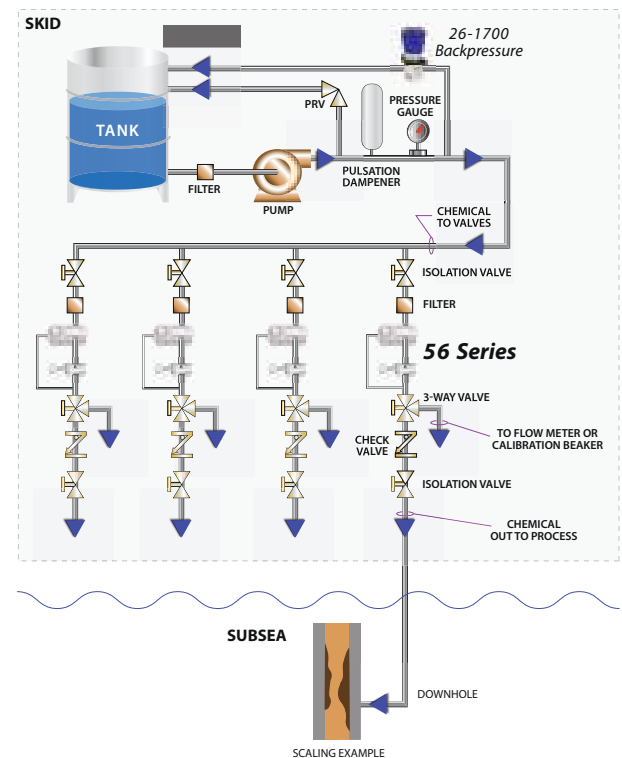 SKID
26-1700
Backpressure
PRESSURE
GAUGE
PRV
TANK
FILTER
PUMP
PULSATION
DAMPENER
CHEMICAL
TO VALVES
ISOLATION VALVE
FILTER
56 Series
3-WAY VALVE
CHECK
VALVE
TO FLOW METER OR
CALIBRATION BEAKER
ISOLATION VALVE
CHEMICAL
OUT TO PROCESS
SUBSEA
DOWNHOLE
SCALING EXAMPLE